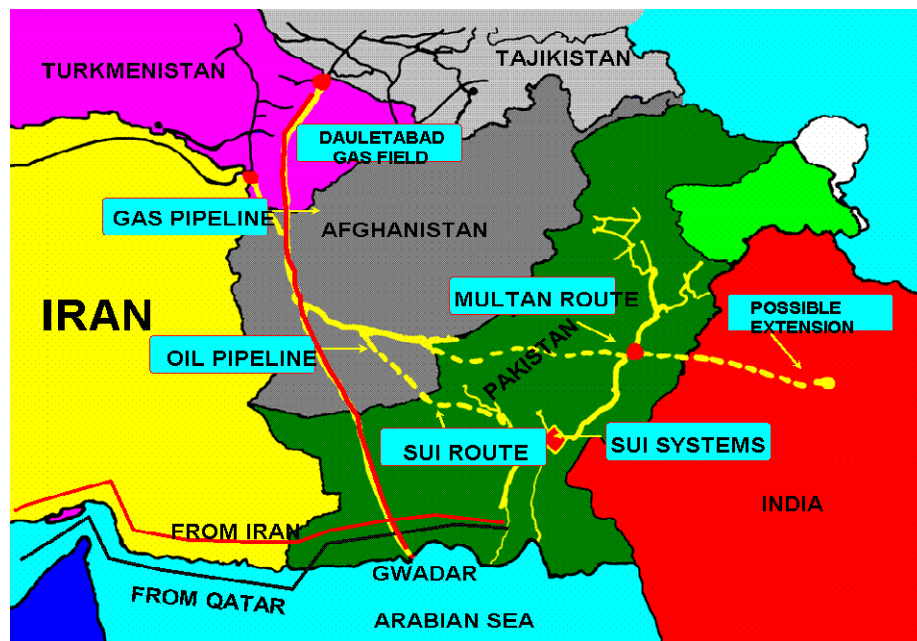 TURKMENISTAN
TAJIKISTAN
DAULETABAD
GAS FIELD
GAS PIPELINE
AFGHANISTAN
IRAN
MULTAN ROUTE
POSSIBLE
EXTENSION
OIL PIPELINE
PAKISTAN
SUI ROUTE
SUI SYSTEMS
INDIA
FROM IRAN
GWADAR
FROM QATAR
ARABIAN SEA